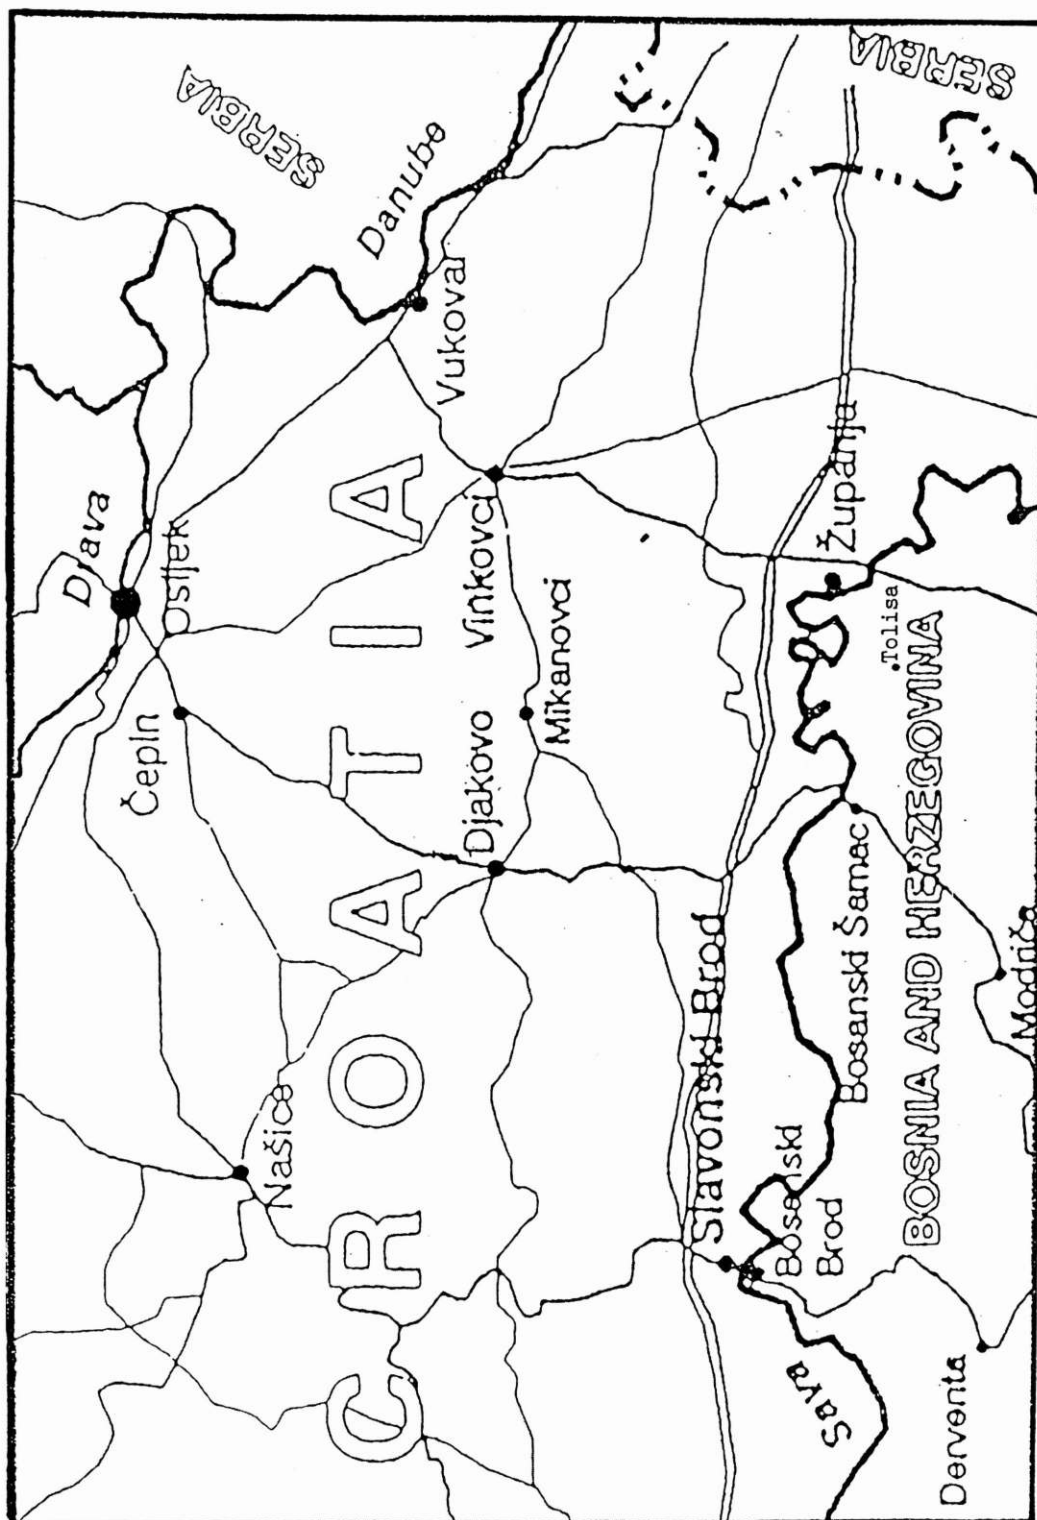 SERBIA
SERBIA
Danube
Drava
Osijek
Vukovar
Čepin
Vinkovci
Mikanovci
Djakovo
CROATIA
Našice
Županja
Tolisa
Slavonski Brod
Bosanski
Brod
Bosanski Šamac
BOSNIA AND HERZEGOVINA
Modriča
Sava
Derventa